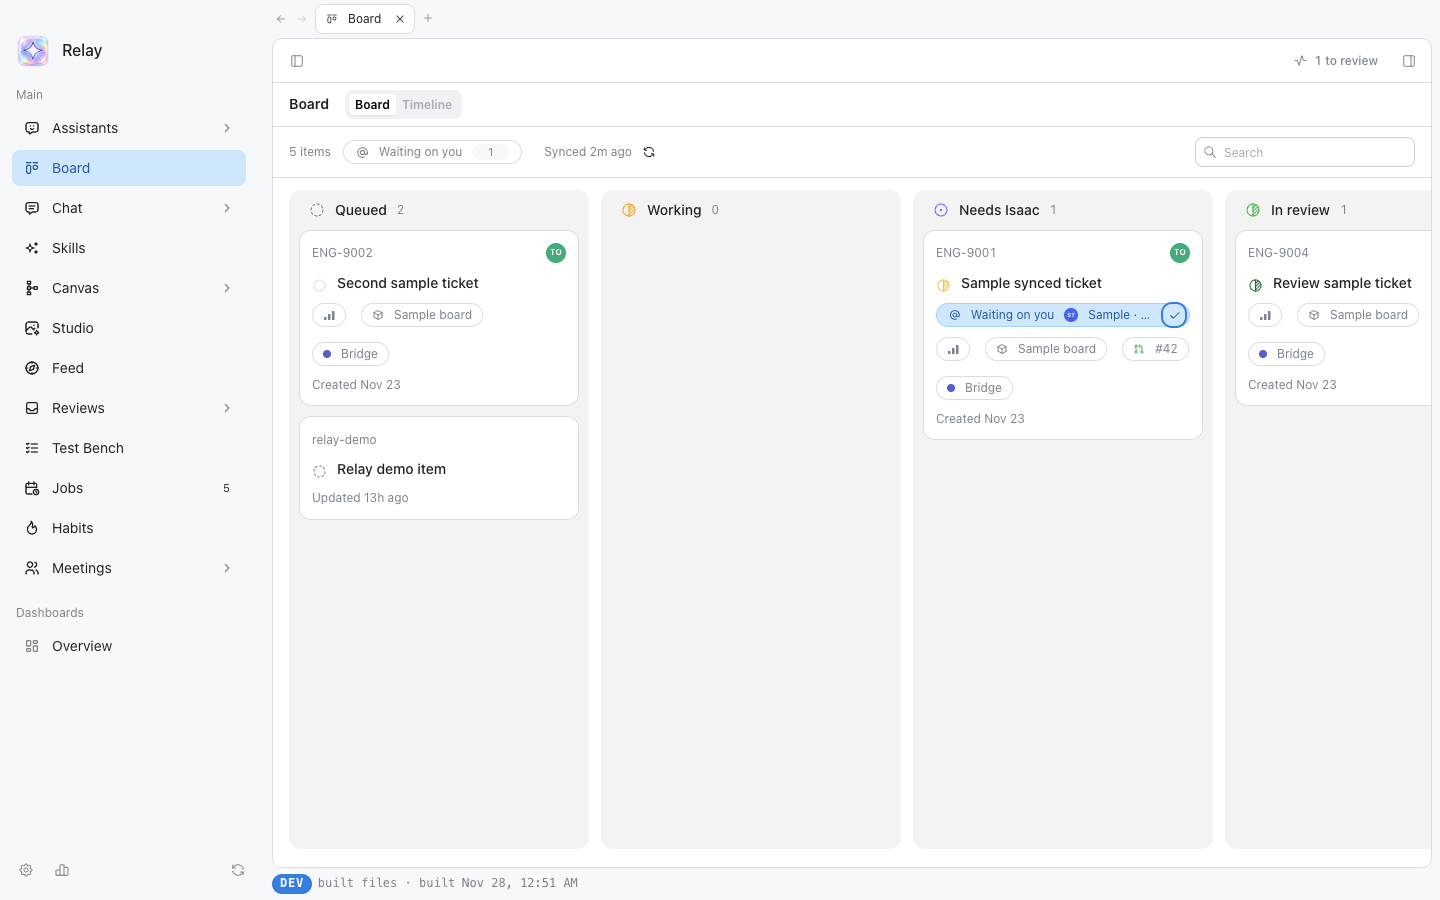 Board
Relay
1 to review
Main
Board
Board
Timeline
Assistants
5 items
Waiting on you
1
Synced 2m ago
Search
Board
Chat
Skills
Canvas
Studio
Feed
Reviews
Test Bench
Jobs
5
Habits
Meetings
Dashboards
Overview
Queued
2
ENG-9002
TO
Second sample ticket
Sample board
Bridge
Created Nov 23
relay-demo
Relay demo item
Updated 13h ago
Working
0
Needs Isaac
1
ENG-9001
TO
Sample synced ticket
Waiting on you
ST
Sample · ...
Sample board
#42
Bridge
Created Nov 23
In review
1
ENG-9004
Review sample ticket
Sample board
Bridge
Created Nov 23
DEV
built files · built Nov 28, 12:51 AM